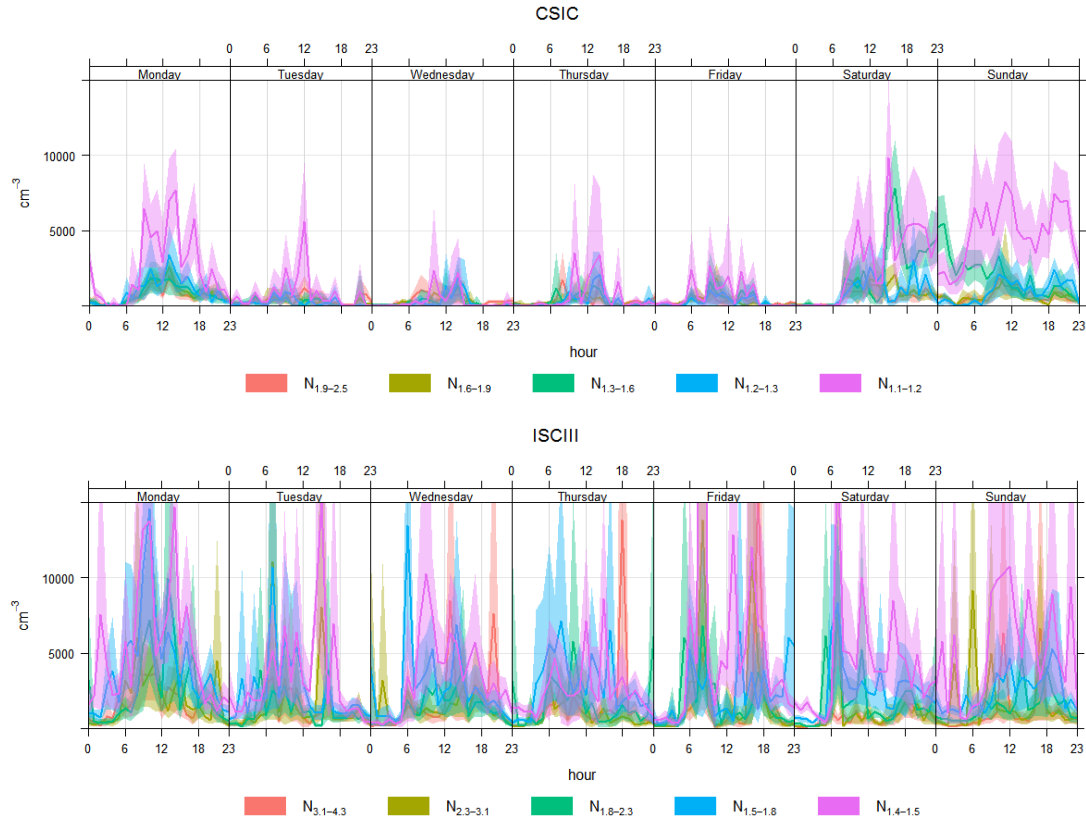 CSIC
0 6 12 23 0 6 12 23 0 6 12 23
Monday Tuesday Wednesday Thursday Friday Saturday Sunday
10000
5000
cm⁻³
0 6 12 18 23 0 6 12 18 23 0 6 12 18 23 0 6 12 18 23
hour
N1.9–2.5 N1.6–1.9 N1.3–1.6 N1.2–1.3 N1.1–1.2
ISCIII
0 6 12 18 23 0 6 12 18 23 0 6 12 18 23
Monday Tuesday Wednesday Thursday Friday Saturday Sunday
10000
5000
cm⁻³
0 6 12 18 23 0 6 12 18 23 0 6 12 18 23 0 6 12 18 23
hour
N3.1–4.3 N2.3–3.1 N1.8–2.3 N1.5–1.8 N1.4–1.5